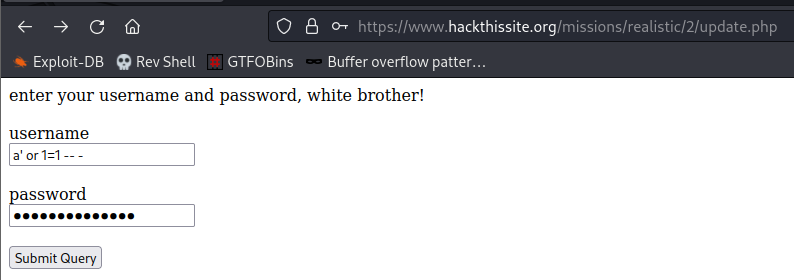 https://www.hackthissite.org/missions/realistic/2/update.php
Exploit-DB Rev Shell GTFOBins Buffer overflow patter…
enter your username and password, white brother!
username
a' or 1=1 -- -
password
●●●●●●●●●●●●●●
Submit Query